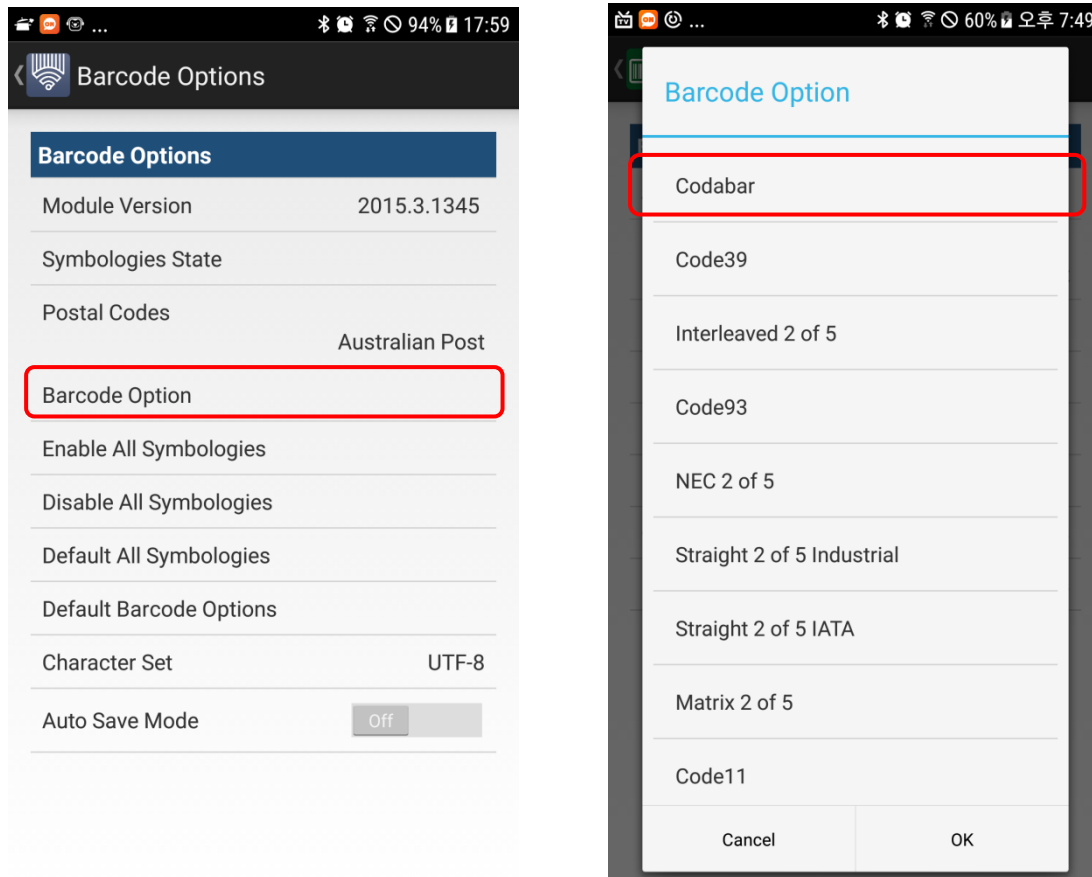 ON ... 94% 17:59
Barcode Options
Barcode Options
Module Version 2015.3.1345
Symbologies State
Postal Codes
Australian Post
Barcode Option
Enable All Symbologies
Disable All Symbologies
Default All Symbologies
Default Barcode Options
Character Set UTF-8
Auto Save Mode Off
ON ... 60% 오후 7:49
Barcode Option
Codabar
Code39
Interleaved 2 of 5
Code93
NEC 2 of 5
Straight 2 of 5 Industrial
Straight 2 of 5 IATA
Matrix 2 of 5
Code11
Cancel OK